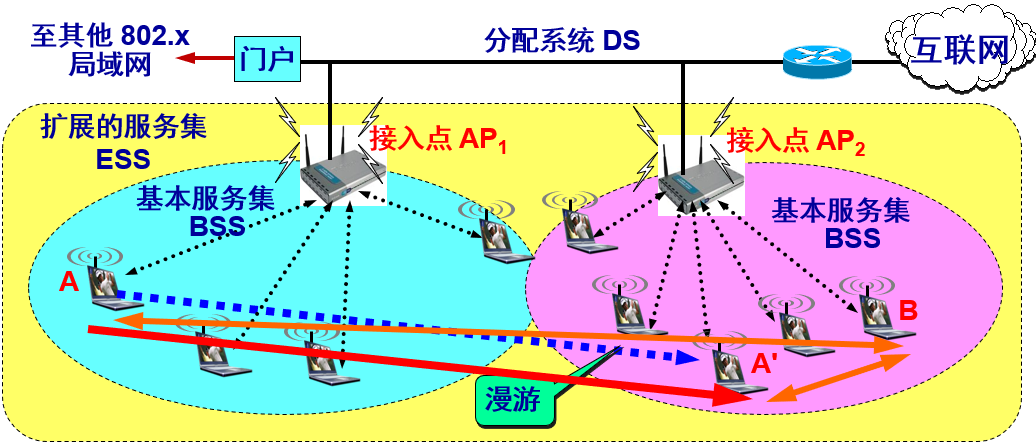 至其他 802.x
局域网
门户
分配系统 DS
互联网
扩展的服务集
ESS
接入点 AP1
接入点 AP2
基本服务集
BSS
基本服务集
BSS
A
B
A'
漫游